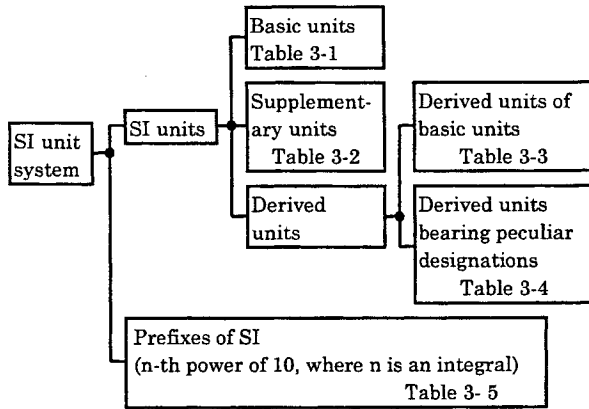 SI unit
system
SI units
Basic units
Table 3-1
Supplement-
ary units
Table 3-2
Derived
units
Derived units of
basic units
Table 3-3
Derived units
bearing peculiar
designations
Table 3-4
Prefixes of SI
(n-th power of 10, where n is an integral)
Table 3- 5